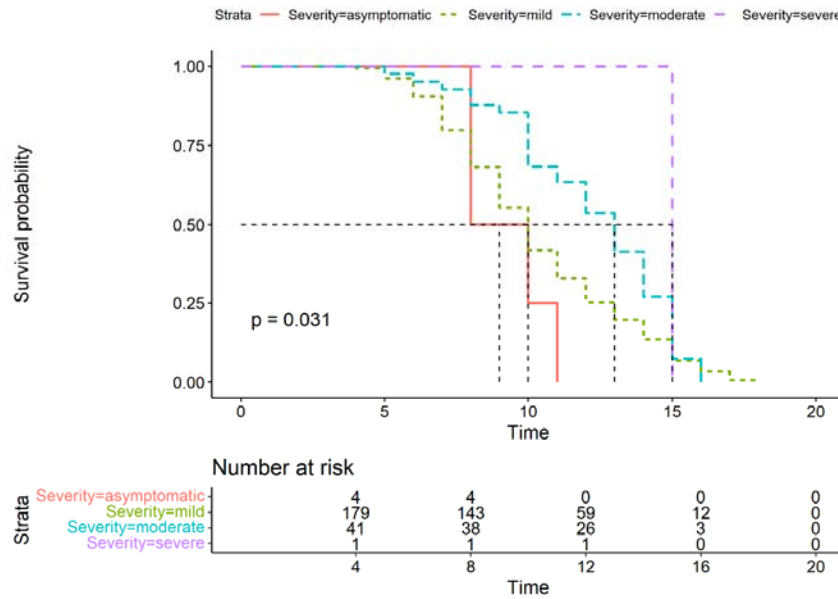 Strata Severity=asymptomatic Severity=mild Severity=moderate Severity=severe
1.00
0.75
0.50
0.25
0.00
Survival probability
p = 0.031
0 5 10 15 20
Time
Number at risk
Strata
Severity=asymptomatic 4 4 0 0 0
Severity=mild 179 143 59 12 0
Severity=moderate 41 38 26 3 0
Severity=severe 1 1 1 0 0
4 8 12 16 20
Time